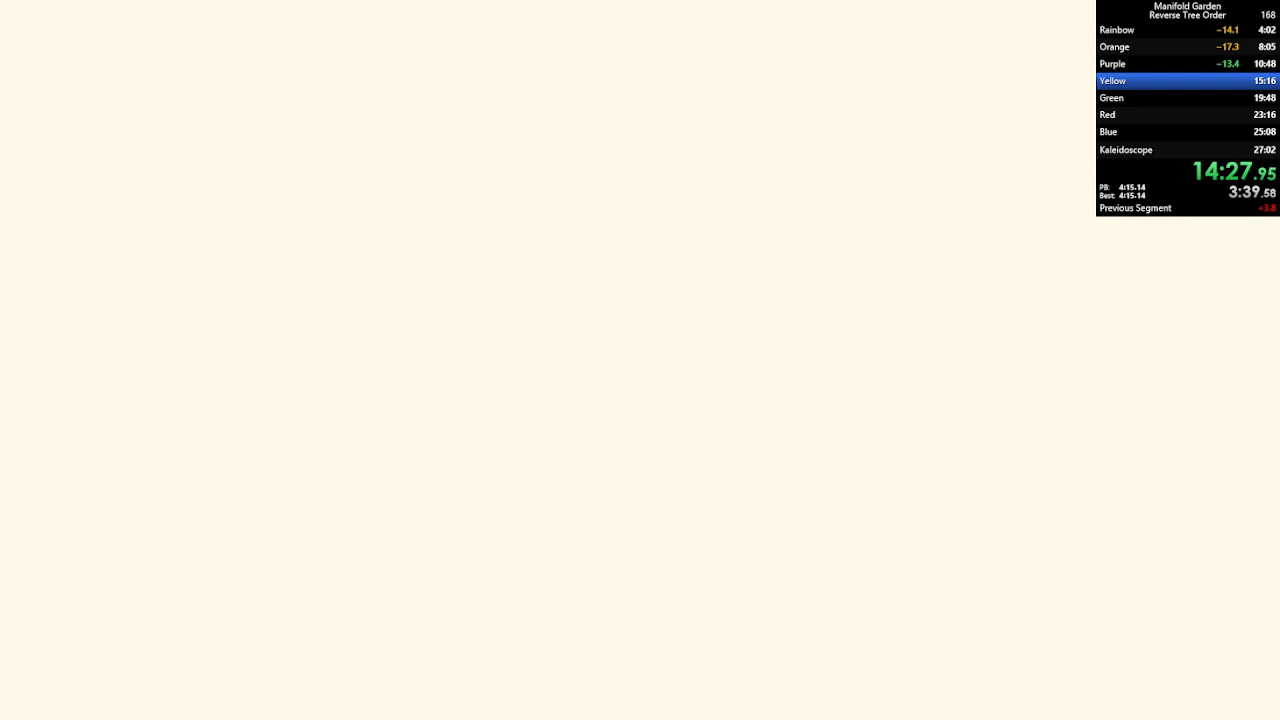 Manifold Garden
Reverse Tree Order 168
Rainbow −14.1 4:02
Orange −17.3 8:05
Purple −13.4 10:48
Yellow 15:16
Green 19:48
Red 23:16
Blue 25:08
Kaleidoscope 27:02
14:27.95
PB: 4:15.14 3:39.58
Best: 4:15.14
Previous Segment +3.8